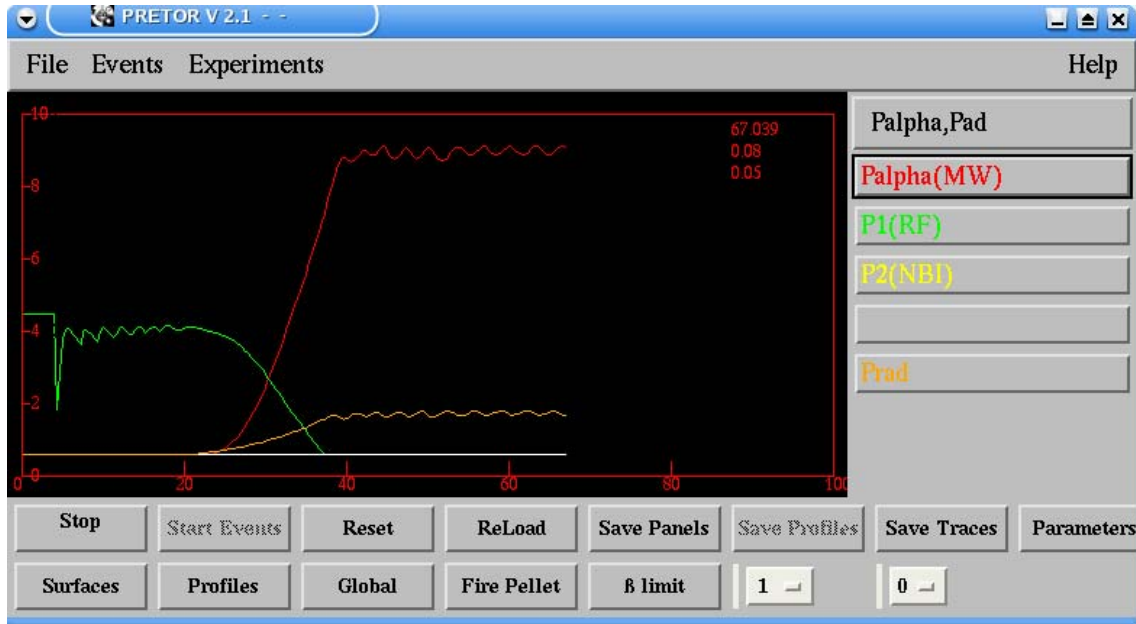 PRETOR V 2.1 - -
File Events Experiments Help
10
8
6
4
2
0
0 20 40 60 80 100
67.039
0.08
0.05
Palpha,Pad
Palpha(MW)
P1(RF)
P2(NBI)
Prad
Stop Start Events Reset ReLoad Save Panels Save Profiles Save Traces Parameters
Surfaces Profiles Global Fire Pellet ß limit 1 0